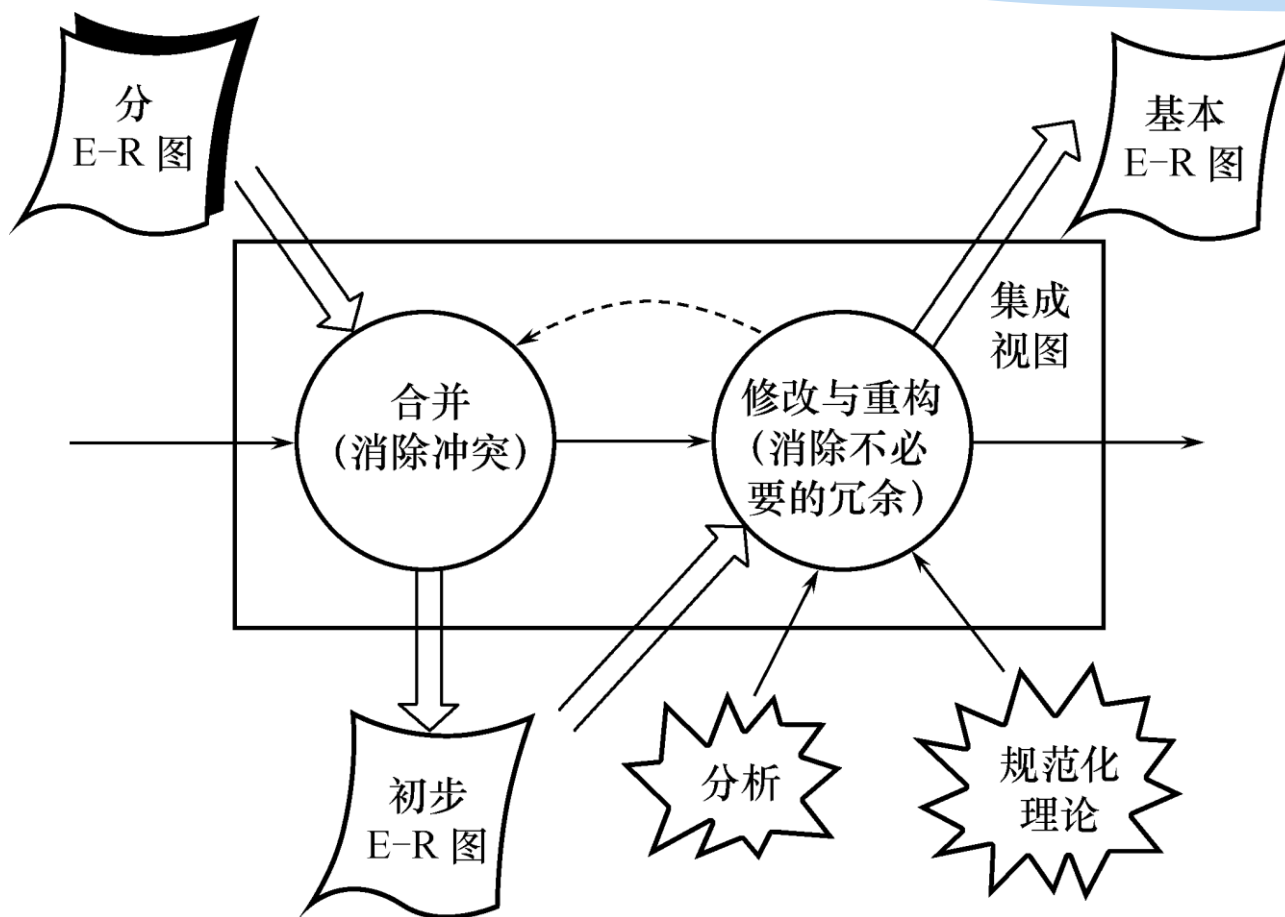 分
E-R 图
基本
E-R 图
集成
视图
合并
(消除冲突)
修改与重构
(消除不必
要的冗余)
初步
E-R 图
分析
规范化
理论